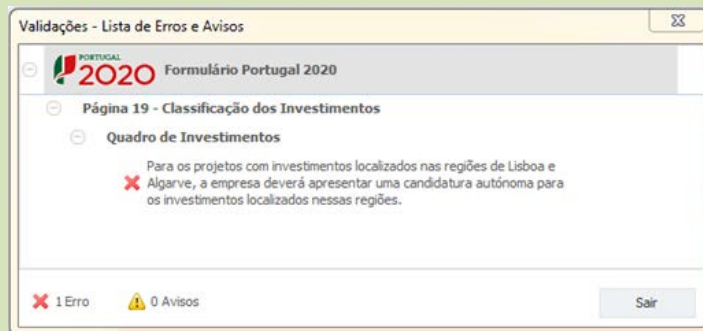 Validações - Lista de Erros e Avisos
PORTUGAL
2020 Formulário Portugal 2020
Página 19 - Classificação dos Investimentos
Quadro de Investimentos
Para os projetos com investimentos localizados nas regiões de Lisboa e
Algarve, a empresa deverá apresentar uma candidatura autónoma para
os investimentos localizados nessas regiões.
1 Erro 0 Avisos Sair